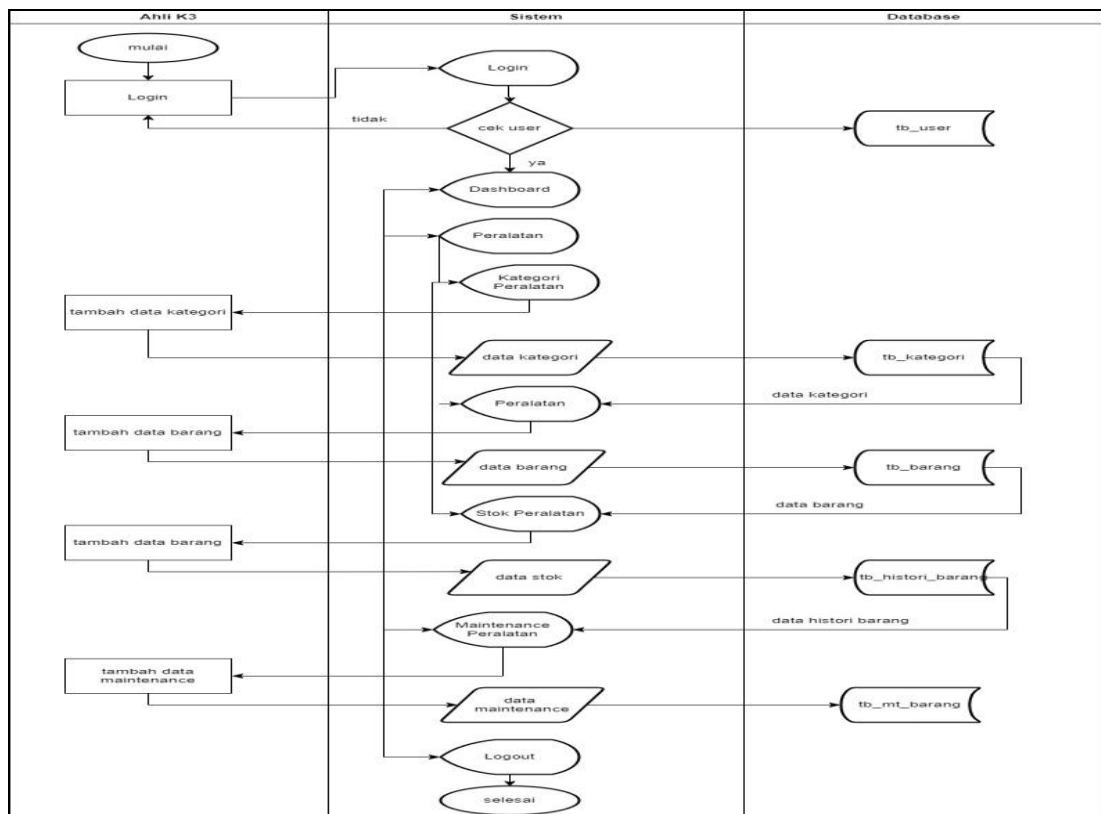 Ahli K3
Sistem
Database
mulai
Login
Login
tidak
cek user
tb_user
ya
Dashboard
Peralatan
Kategori
Peralatan
tambah data kategori
data kategori
tb_kategori
data kategori
Peralatan
tambah data barang
data barang
tb_barang
data barang
Stok Peralatan
tambah data barang
data stok
tb_histori_barang
data histori barang
Maintenance
Peralatan
tambah data
maintenance
data
maintenance
tb_mt_barang
Logout
selesai